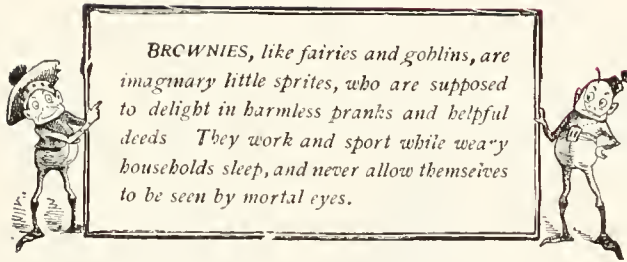 BROWNIES, like fairies and goblins, are
imaginary little sprites, who are supposed
to delight in harmless pranks and helpful
deeds They work and sport while weary
households sleep, and never allow themselves
to be seen by mortal eyes.